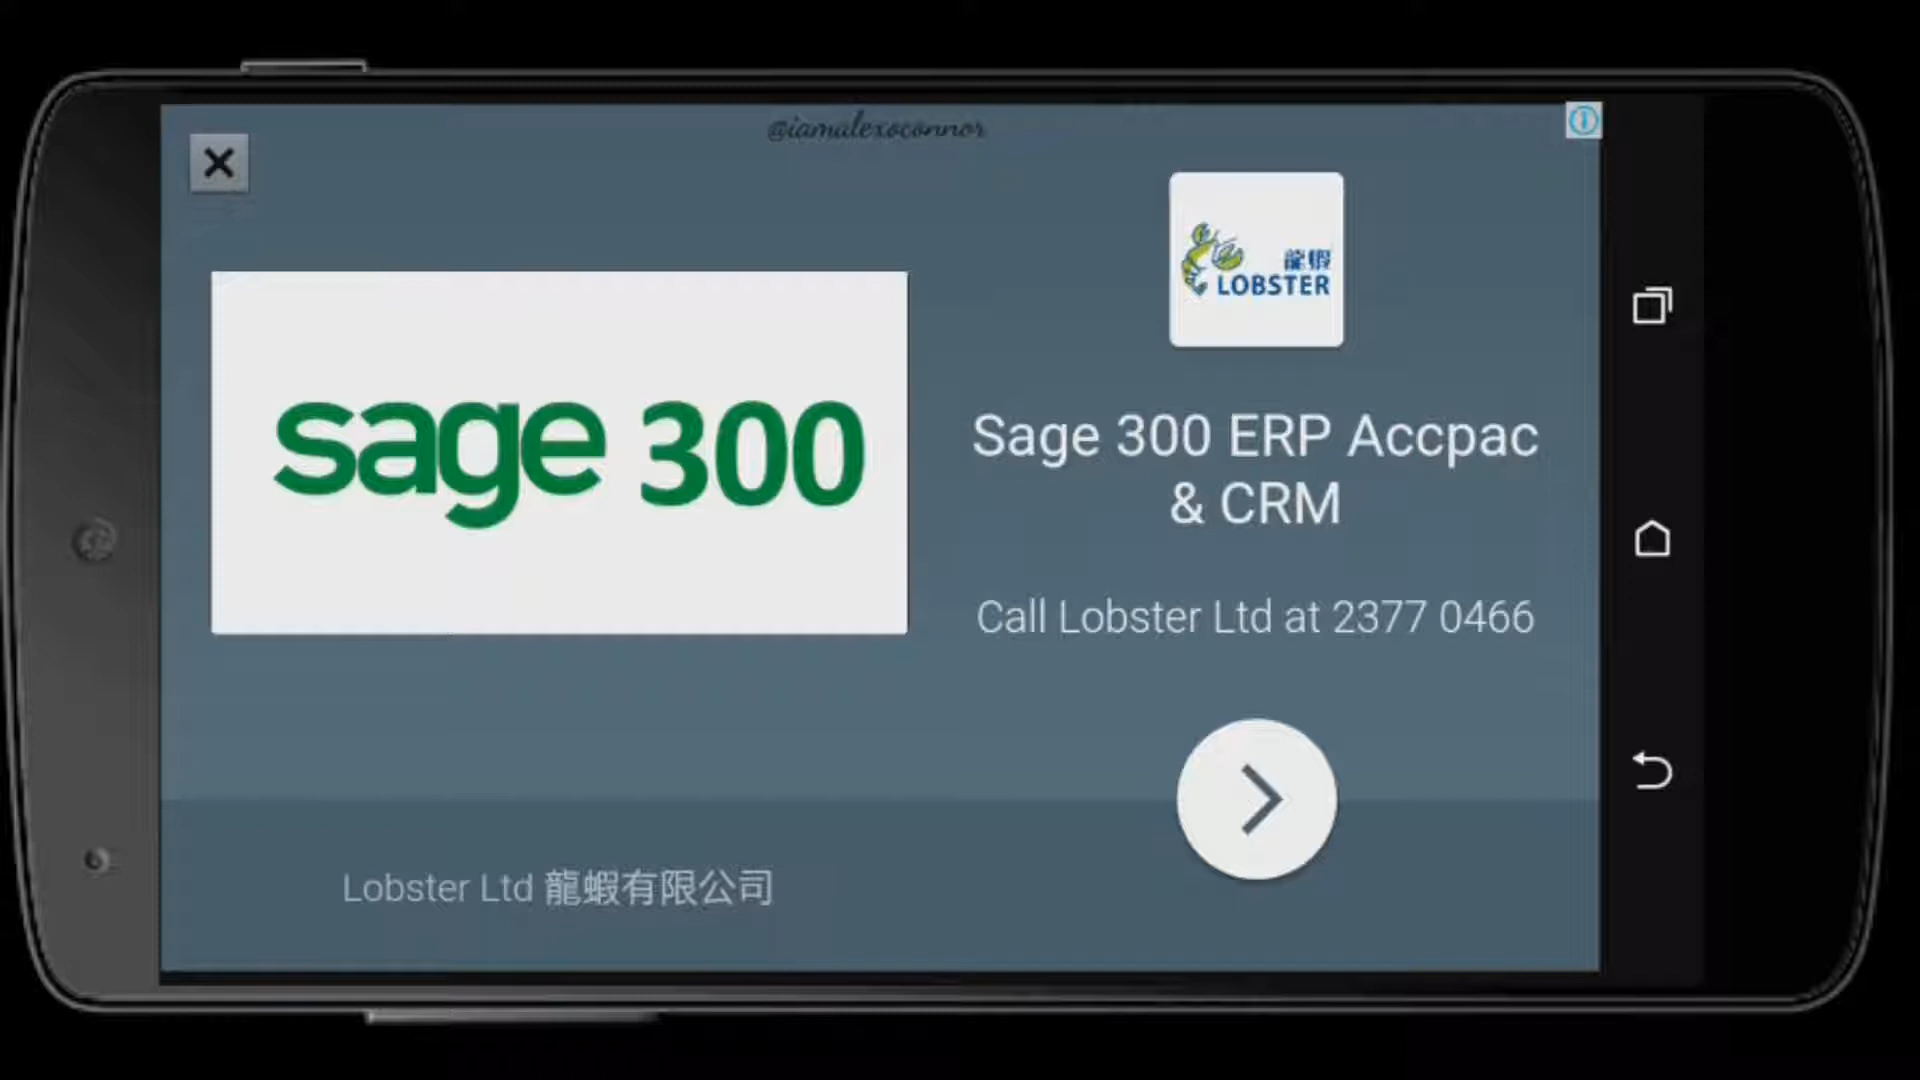 @iamalexoconnor
sage 300
龍蝦
LOBSTER
Sage 300 ERP Accpac
& CRM
Call Lobster Ltd at 2377 0466
Lobster Ltd 龍蝦有限公司